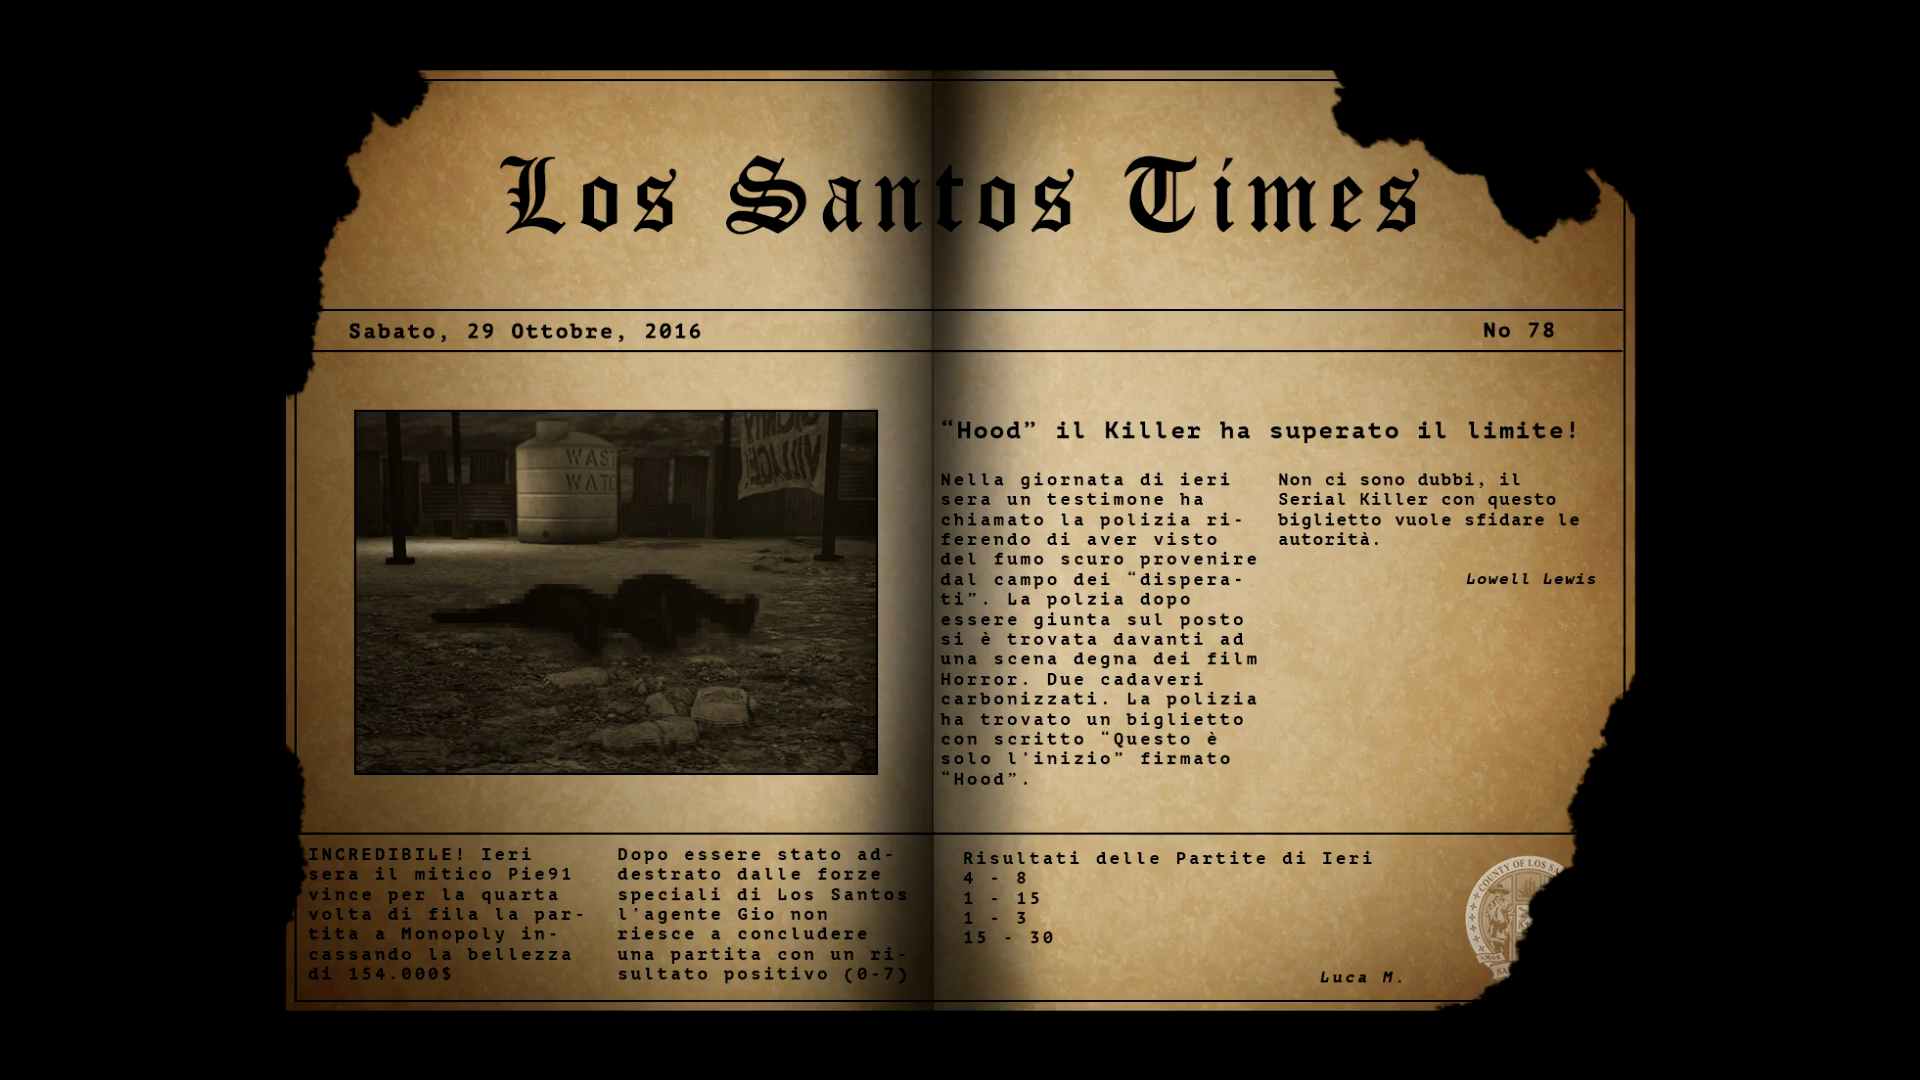 Los Santos Times
Sabato, 29 Ottobre, 2016
No 78
WAST
WATE
“Hood” il Killer ha superato il limite!
Nella giornata di ieri
sera un testimone ha
chiamato la polizia ri-
ferendo di aver visto
del fumo scuro provenire
dal campo dei “dispera-
ti”. La polzia dopo
essere giunta sul posto
si è trovata davanti ad
una scena degna dei film
Horror. Due cadaveri
carbonizzati. La polizia
ha trovato un biglietto
con scritto “Questo è
solo l'inizio” firmato
“Hood”.
Non ci sono dubbi, il
Serial Killer con questo
biglietto vuole sfidare le
autorità.
Lowell Lewis
INCREDIBILE! Ieri
sera il mitico Pie91
vince per la quarta
volta di fila la par-
tita a Monopoly in-
cassando la bellezza
di 154.000$
Dopo essere stato ad-
destrato dalle forze
speciali di Los Santos
l'agente Gio non
riesce a concludere
una partita con un ri-
sultato positivo (0-7)
Risultati delle Partite di Ieri
4 - 8
1 - 15
1 - 3
15 - 30
Luca M.
COUNTY OF LOS SA